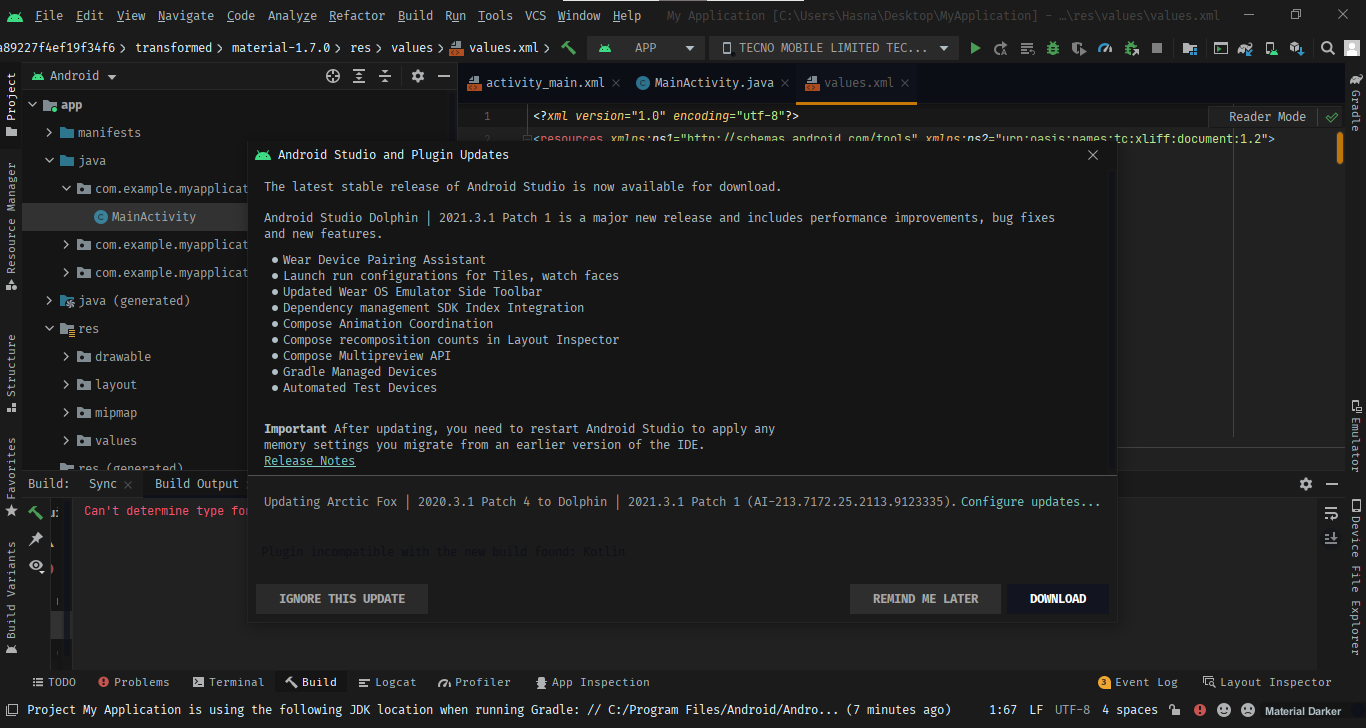 File Edit View Navigate Code Analyze Refactor Build Run Tools VCS Window Help My Application [C:\Users\Hasna\Desktop\MyApplication] - ...\res\values\values.xml
a89227f4ef19f34f6 transformed material-1.7.0 res values values.xml APP TECNO MOBILE LIMITED TEC...
Android
activity_main.xml MainActivity.java values.xml
Project
Resource Manager
Structure
Favorites
Build Variants
app
manifests
java
com.example.myapplicat
MainActivity
com.example.myapplicat
com.example.myapplicat
java (generated)
res
drawable
layout
mipmap
values
res (generated)
1 <?xml version="1.0" encoding="utf-8"?>
2 <resources xmlns:ns1="http://schemas.android.com/tools" xmlns:ns2="urn:oasis:names:tc:xliff:document:1.2">
Reader Mode
Gradle
Emulator
Device File Explorer
Android Studio and Plugin Updates
The latest stable release of Android Studio is now available for download.
Android Studio Dolphin | 2021.3.1 Patch 1 is a major new release and includes performance improvements, bug fixes
and new features.
Wear Device Pairing Assistant
Launch run configurations for Tiles, watch faces
Updated Wear OS Emulator Side Toolbar
Dependency management SDK Index Integration
Compose Animation Coordination
Compose recomposition counts in Layout Inspector
Compose Multipreview API
Gradle Managed Devices
Automated Test Devices
Important After updating, you need to restart Android Studio to apply any
memory settings you migrate from an earlier version of the IDE.
Release Notes
Updating Arctic Fox | 2020.3.1 Patch 4 to Dolphin | 2021.3.1 Patch 1 (AI-213.7172.25.2113.9123335). Configure updates...
Plugin incompatible with the new build found: Kotlin
IGNORE THIS UPDATE REMIND ME LATER DOWNLOAD
Build: Sync Build Output
Can't determine type for
TODO Problems Terminal Build Logcat Profiler App Inspection 3 Event Log Layout Inspector
Project My Application is using the following JDK location when running Gradle: // C:/Program Files/Android/Andro... (7 minutes ago) 1:67 LF UTF-8 4 spaces Material Darker